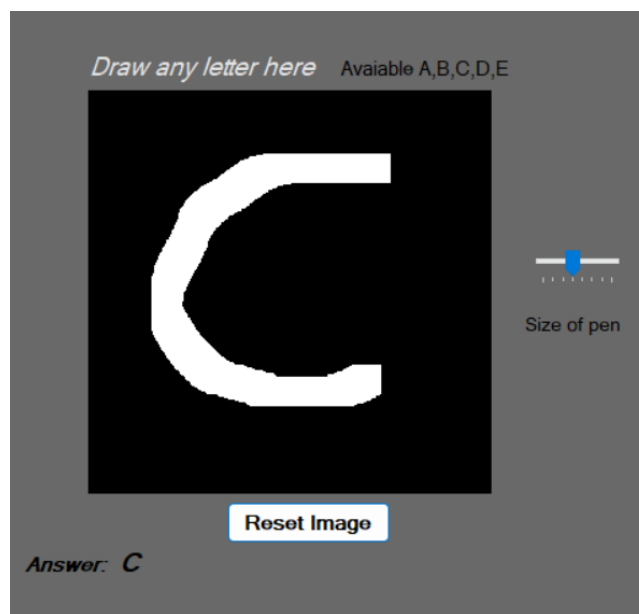 Draw any letter here Avaiable A,B,C,D,E
C
Size of pen
Reset Image
Answer: C